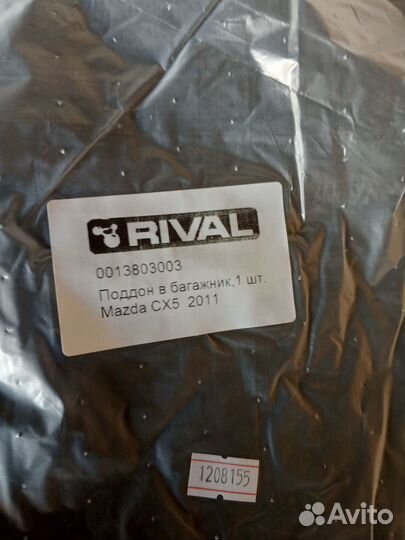 RIVAL
0013803003
Поддон в багажник,1 шт.
Mazda CX5 2011
1208155
Avito